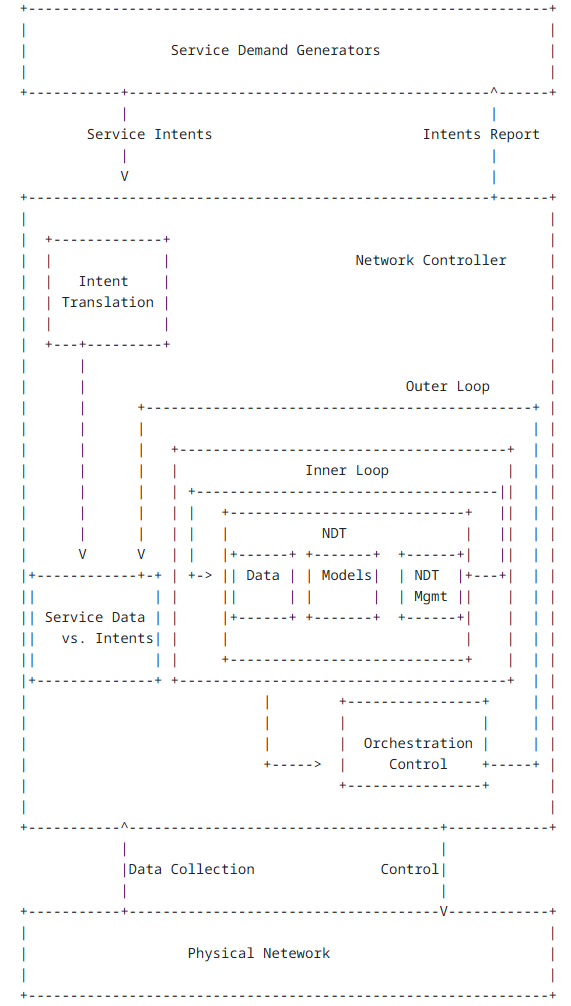 Service Demand Generators
Service Intents Intents Report
Network Controller
Intent
Translation
Outer Loop
Inner Loop
NDT
Data Models NDT
Mgmt
Service Data
vs. Intents
Orchestration
Control
Data Collection Control
Physical Netework